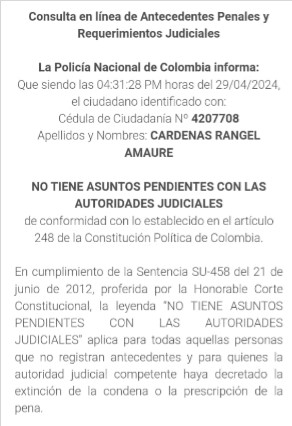 Consulta en línea de Antecedentes Penales y
Requerimientos Judiciales
La Policía Nacional de Colombia informa:
Que siendo las 04:31:28 PM horas del 29/04/2024,
el ciudadano identificado con:
Cédula de Ciudadanía Nº 4207708
Apellidos y Nombres: CARDENAS RANGEL
AMAURE
NO TIENE ASUNTOS PENDIENTES CON LAS
AUTORIDADES JUDICIALES
de conformidad con lo establecido en el artículo
248 de la Constitución Política de Colombia.
En cumplimiento de la Sentencia SU-458 del 21 de
junio de 2012, proferida por la Honorable Corte
Constitucional, la leyenda “NO TIENE ASUNTOS
PENDIENTES CON LAS AUTORIDADES
JUDICIALES” aplica para todas aquellas personas
que no registran antecedentes y para quienes la
autoridad judicial competente haya decretado la
extinción de la condena o la prescripción de la
pena.